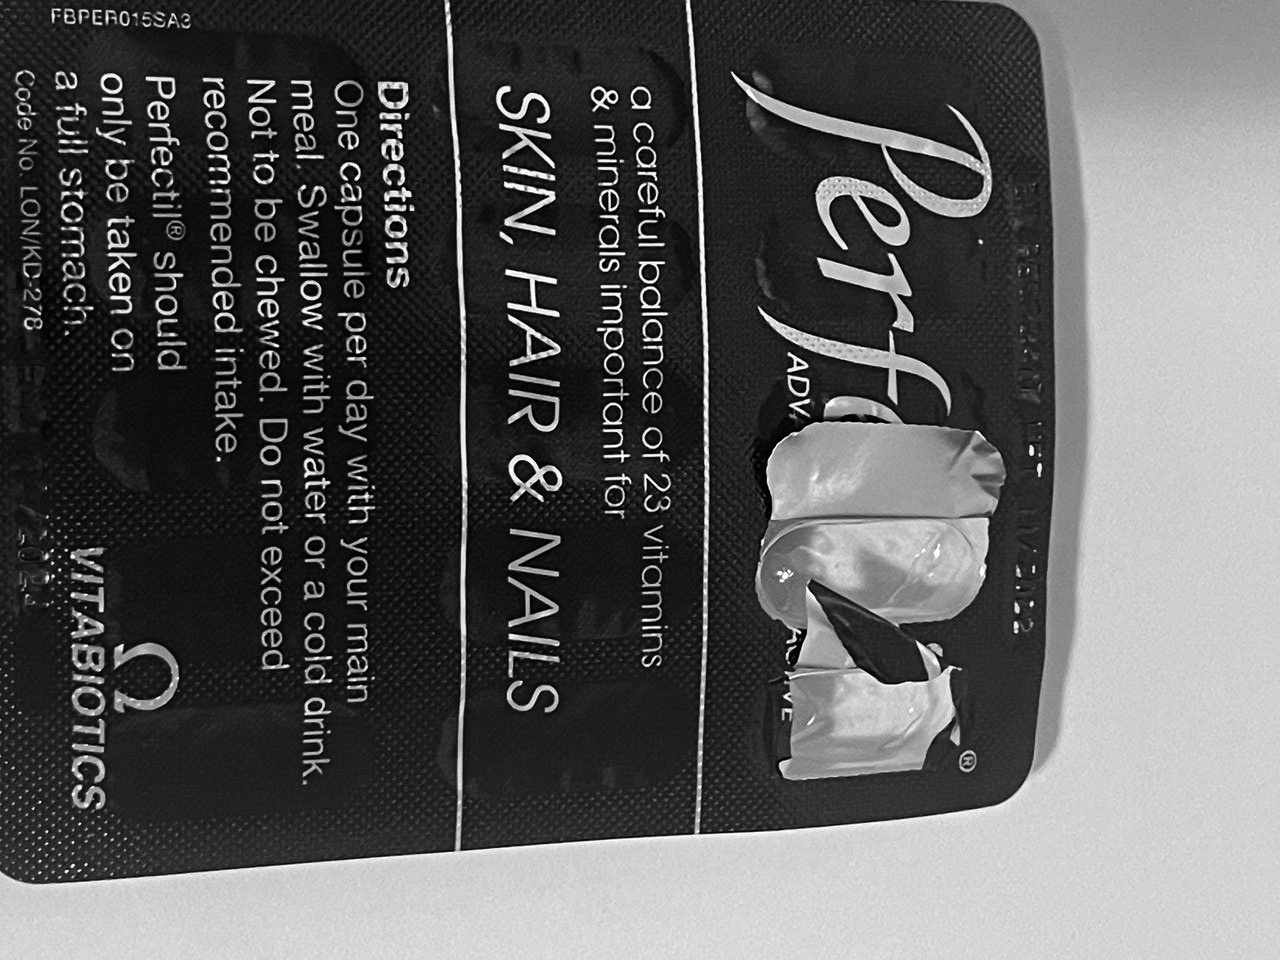 Perf
ADV
ACTIVE
®
a careful balance of 23 vitamins
& minerals important for
SKIN, HAIR & NAILS
Directions
One capsule per day with your main
meal. Swallow with water or a cold drink.
Not to be chewed. Do not exceed
recommended intake.
Perfectil® should
only be taken on
a full stomach.
Code No. LON/KD-278
FBPER015SA3
VITABIOTICS